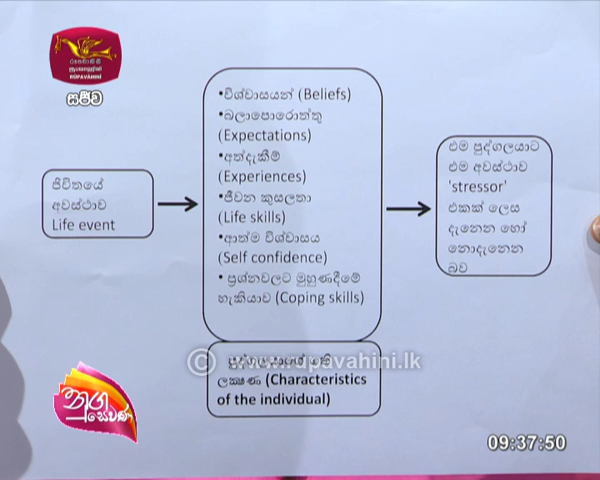 රූපවාහිනී
RUPAVAHINI
සජීව
ජීවිතයේ
අවස්ථාව
Life event
•විශ්වාසයන් (Beliefs)
•බලාපොරොත්තු
(Expectations)
•අත්දැකීම්
(Experiences)
•ජීවන කුසලතා
(Life skills)
•ආත්ම විශ්වාසය
(Self confidence)
• ප්‍රශ්නවලට මුහුණදීමේ
හැකියාව (Coping skills)
ලක්ෂණ (Characteristics
of the individual)
එම පුද්ගලයාට
එම අවස්ථාව
'stressor'
එකක් ලෙස
දැනෙන හෝ
නොදැනෙන
බව
rupavahini.lk
නුග
සෙවණ
09:37:50